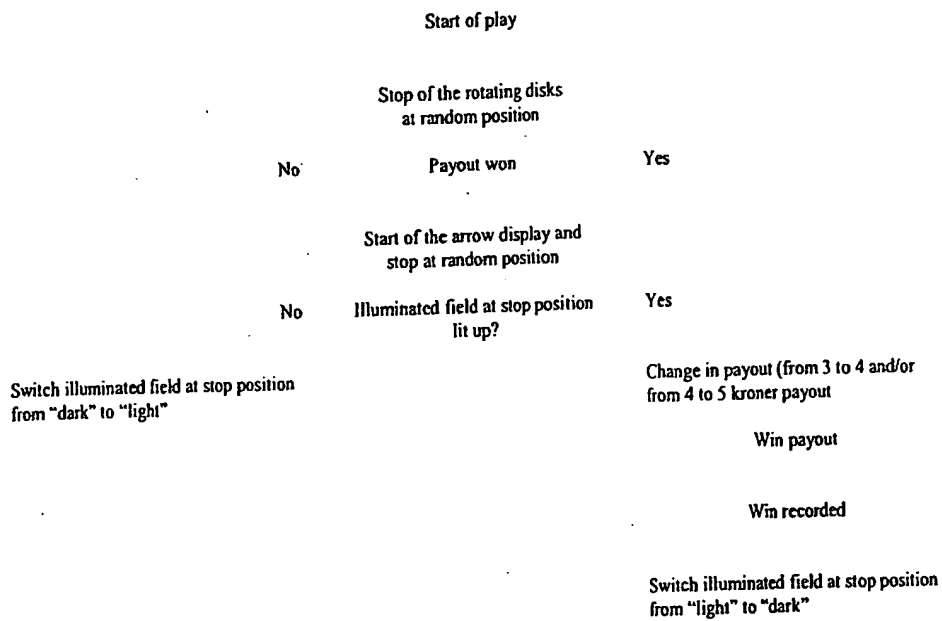 Start of play
Stop of the rotating disks
at random position
No Payout won Yes
Start of the arrow display and
stop at random position
No Illuminated field at stop position Yes
lit up?
Switch illuminated field at stop position
from “dark” to “light”
Change in payout (from 3 to 4 and/or
from 4 to 5 kroner payout
Win payout
Win recorded
Switch illuminated field at stop position
from “light” to “dark”